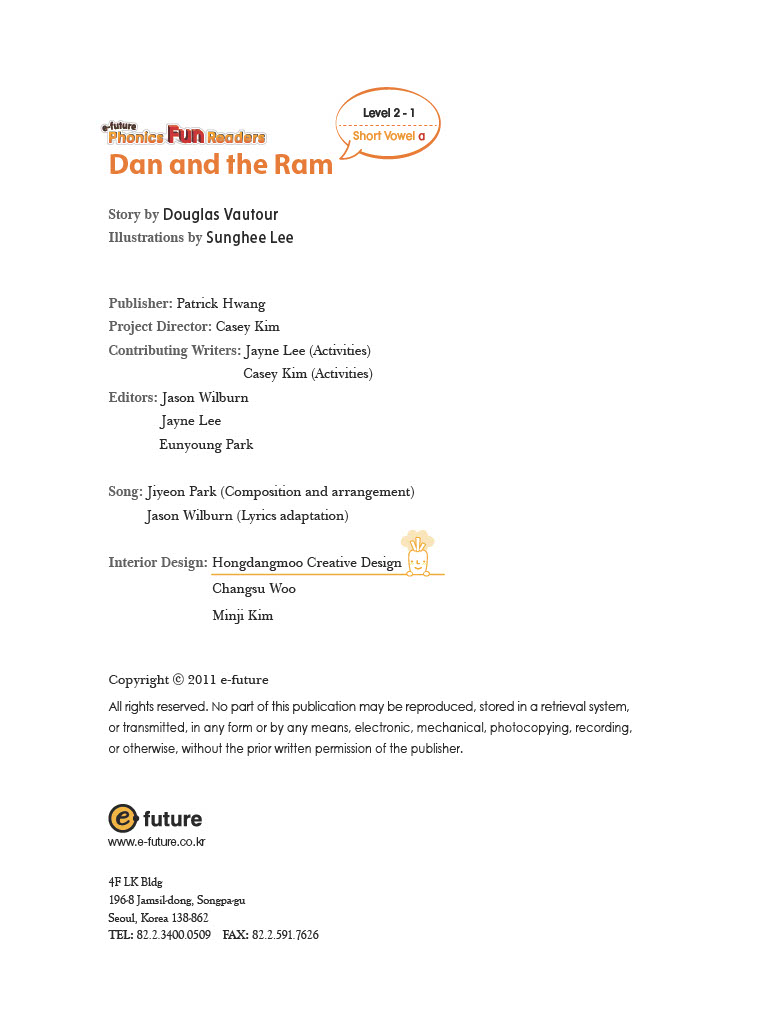 Level 2 - 1
Short Vowel a
e-future
Phonics Fun Readers
Dan and the Ram
Story by Douglas Vautour
Illustrations by Sunghee Lee
Publisher: Patrick Hwang
Project Director: Casey Kim
Contributing Writers: Jayne Lee (Activities)
Casey Kim (Activities)
Editors: Jason Wilburn
Jayne Lee
Eunyoung Park
Song: Jiyeon Park (Composition and arrangement)
Jason Wilburn (Lyrics adaptation)
Interior Design: Hongdangmoo Creative Design
Changsu Woo
Minji Kim
Copyright © 2011 e-future
All rights reserved. No part of this publication may be reproduced, stored in a retrieval system,
or transmitted, in any form or by any means, electronic, mechanical, photocopying, recording,
or otherwise, without the prior written permission of the publisher.
e future
www.e-future.co.kr
4F LK Bldg
196-8 Jamsil-dong, Songpa-gu
Seoul, Korea 138-862
TEL: 82.2.3400.0509 FAX: 82.2.591.7626